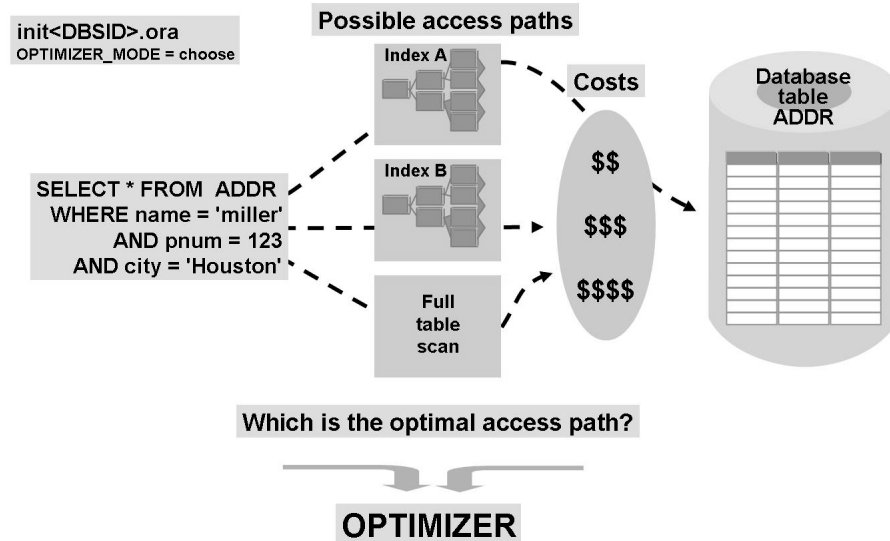 init<DBSID>.ora
OPTIMIZER_MODE = choose
Possible access paths
Index A
Costs
Database
table
ADDR
SELECT * FROM ADDR
WHERE name = 'miller'
AND pnum = 123
AND city = 'Houston'
Index B
Full
table
scan
$$
$$$
$$$$
Which is the optimal access path?
OPTIMIZER